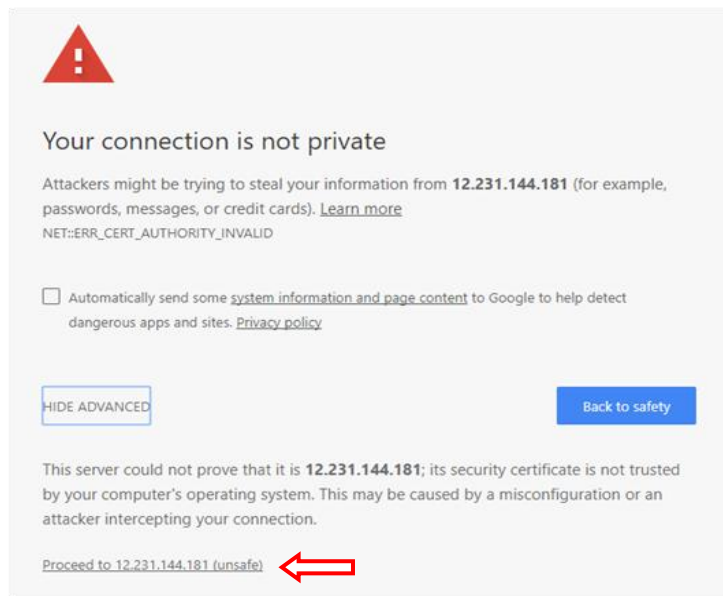 Your connection is not private
Attackers might be trying to steal your information from 12.231.144.181 (for example,
passwords, messages, or credit cards). Learn more
NET::ERR_CERT_AUTHORITY_INVALID
Automatically send some system information and page content to Google to help detect
dangerous apps and sites. Privacy policy
HIDE ADVANCED
Back to safety
This server could not prove that it is 12.231.144.181; its security certificate is not trusted
by your computer's operating system. This may be caused by a misconfiguration or an
attacker intercepting your connection.
Proceed to 12.231.144.181 (unsafe)